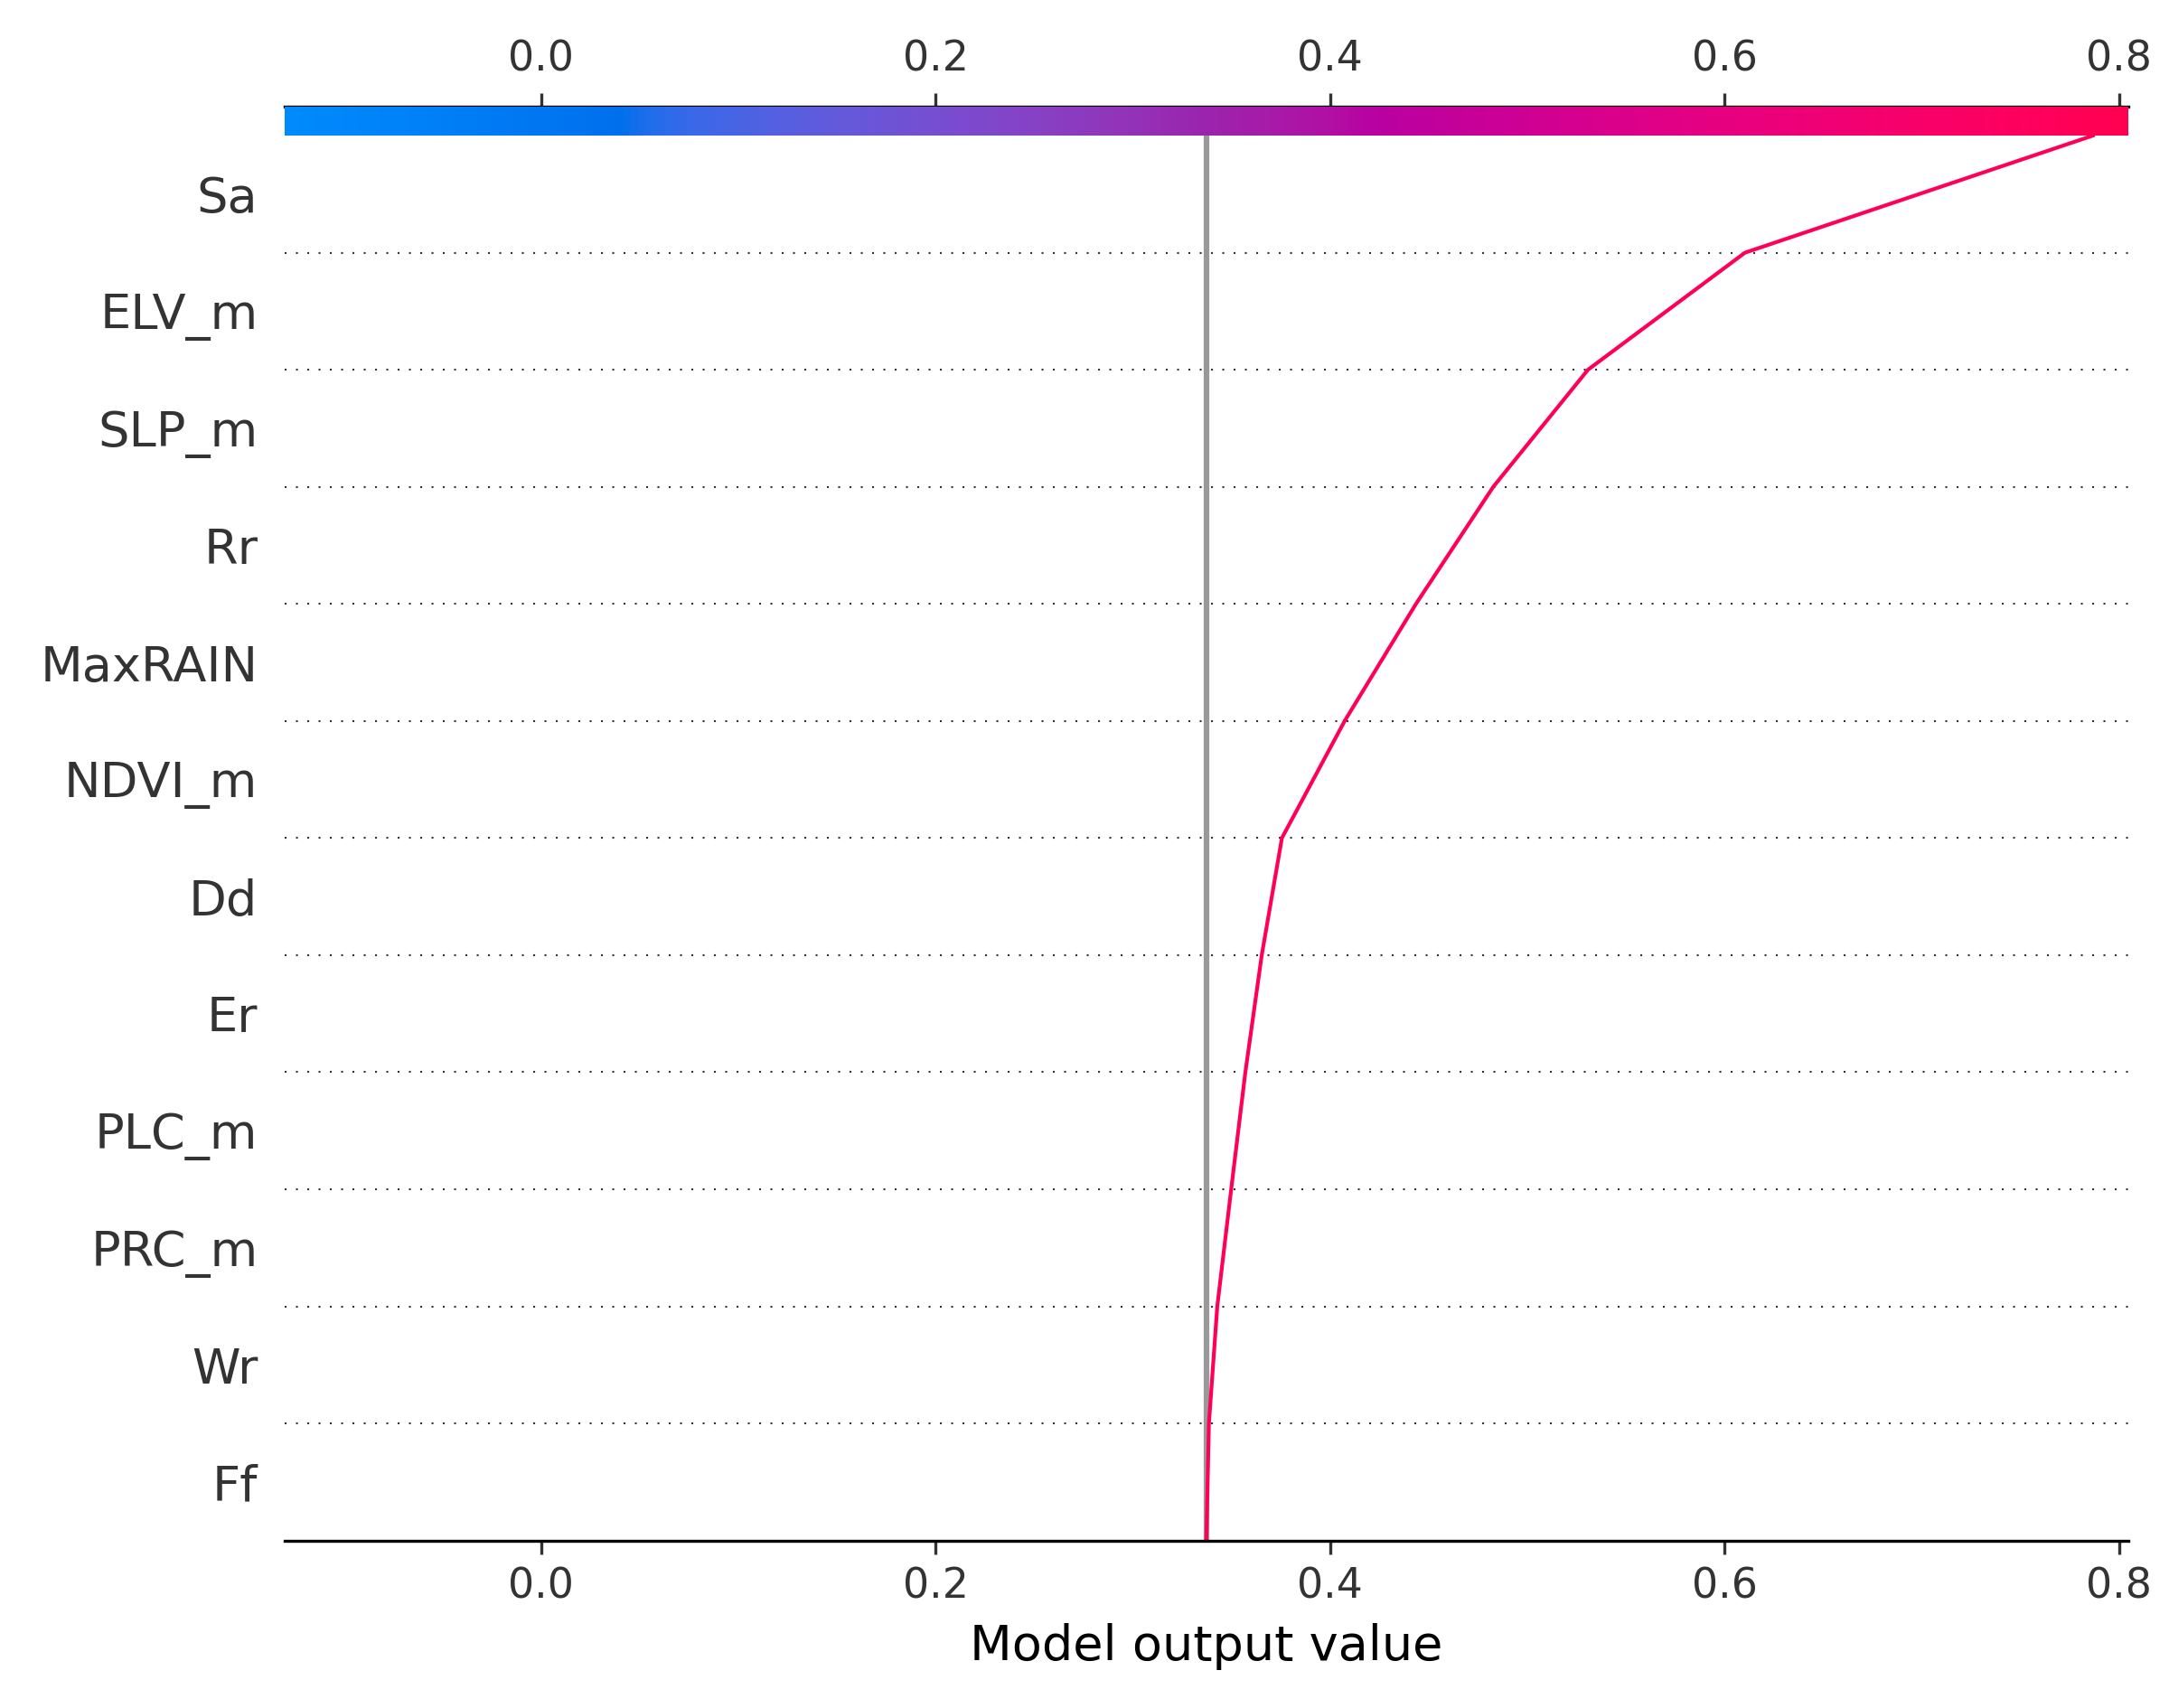 0.0 0.2 0.4 0.6 0.8
Sa
ELV_m
SLP_m
Rr
MaxRAIN
NDVI_m
Dd
Er
PLC_m
PRC_m
Wr
Ff
0.0 0.2 0.4 0.6 0.8
Model output value